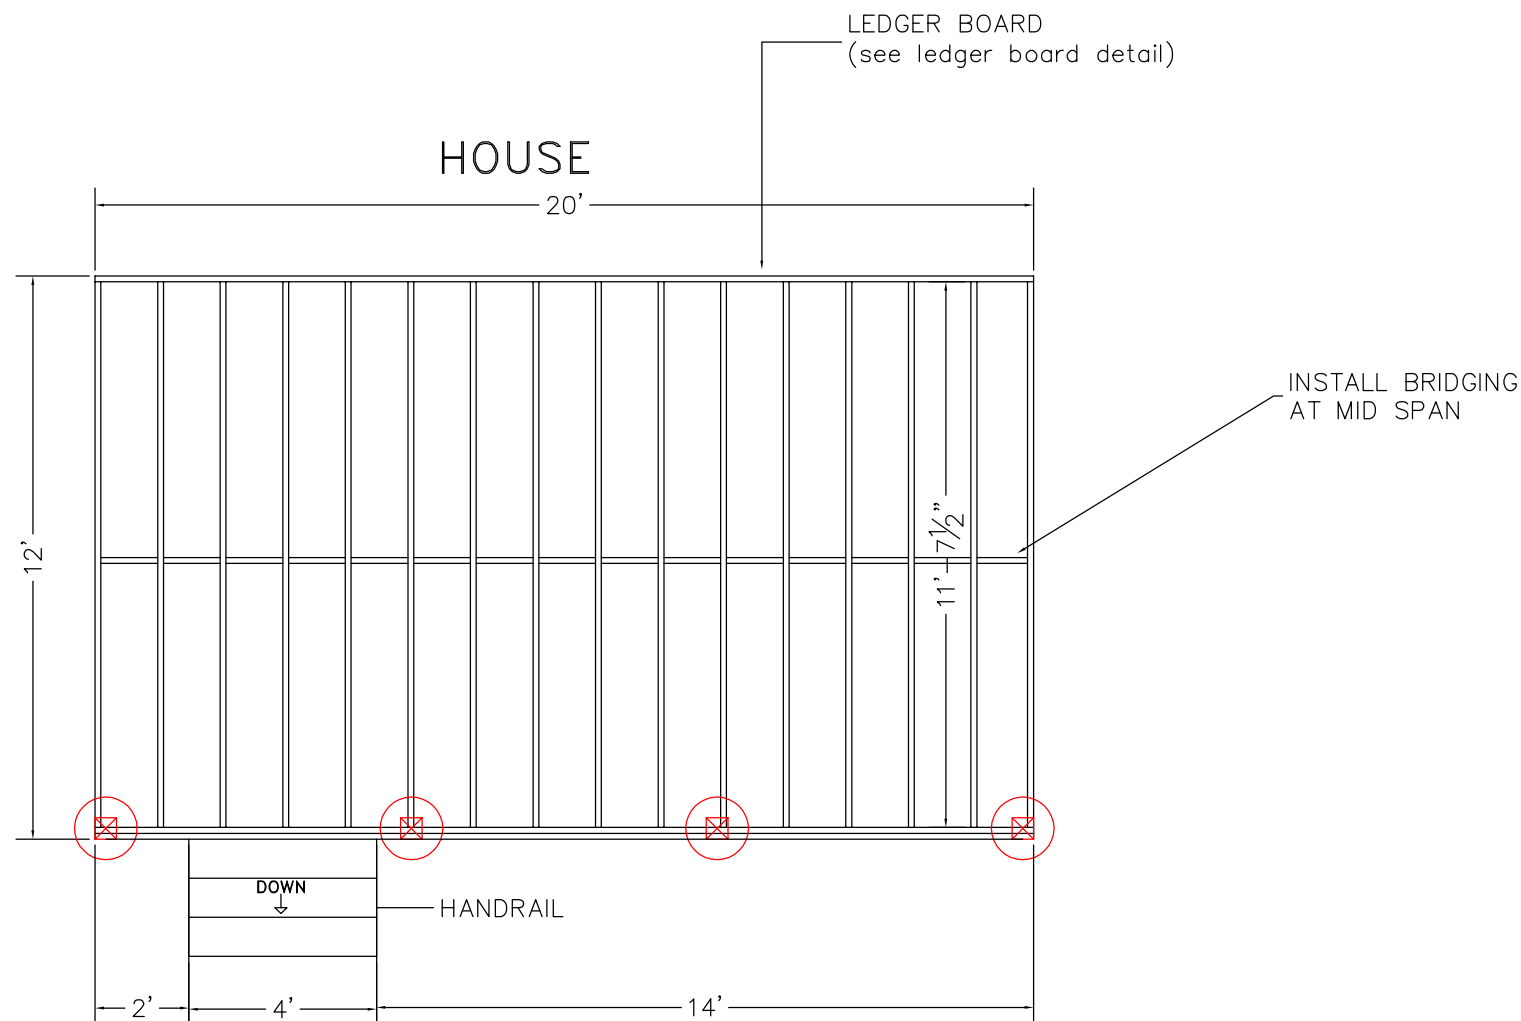 LEDGER BOARD
(see ledger board detail)
HOUSE
20'
INSTALL BRIDGING
AT MID SPAN
12'
11'-7½"
DOWN
HANDRAIL
2'
4'
14'